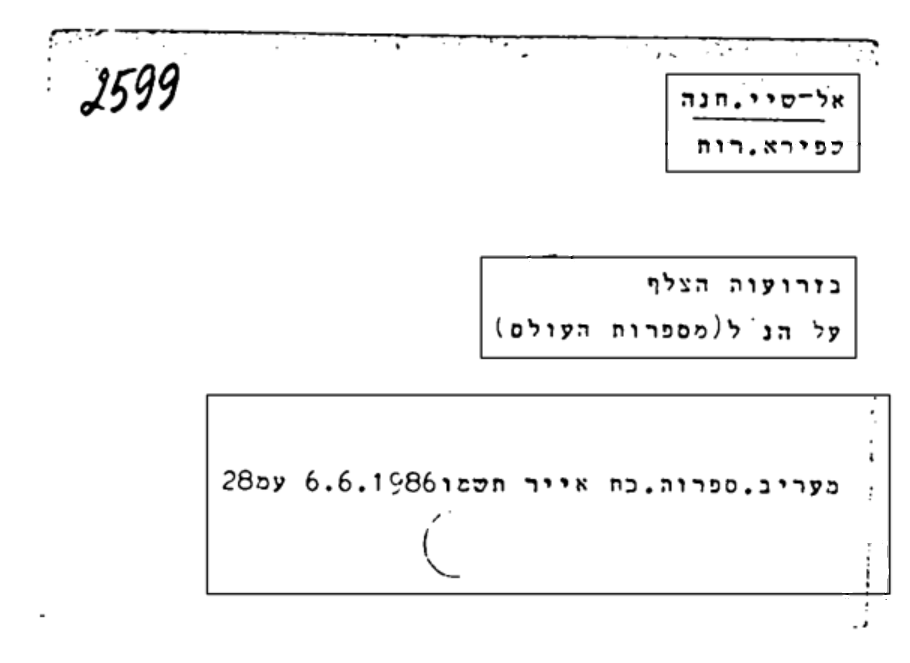 2599
אל-סיי.חנה
כפירא.רות
בזרועות הצלף
על הנ'ל(מספרות העולם)
מעריב.ספרות.כח אייר תשמו6.6.1986 עמ28